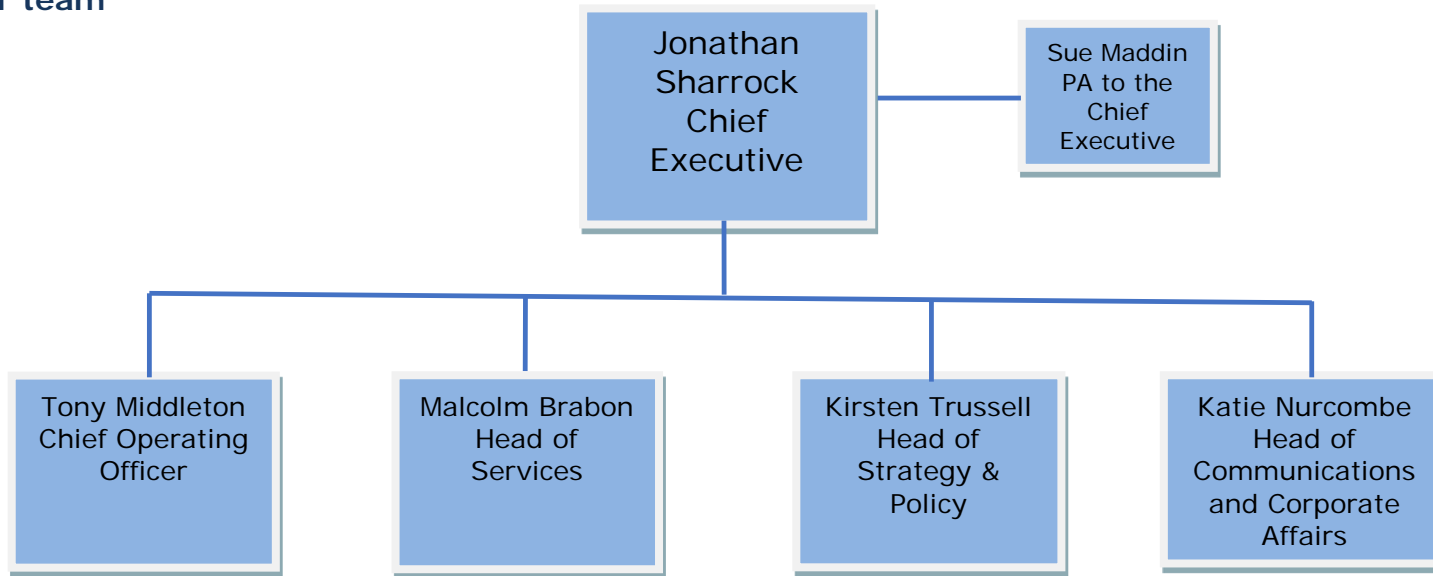 team
Jonathan
Sharrock
Chief
Executive
Sue Maddin
PA to the
Chief
Executive
Tony Middleton
Chief Operating
Officer
Malcolm Brabon
Head of
Services
Kirsten Trussell
Head of
Strategy &
Policy
Katie Nurcombe
Head of
Communications
and Corporate
Affairs